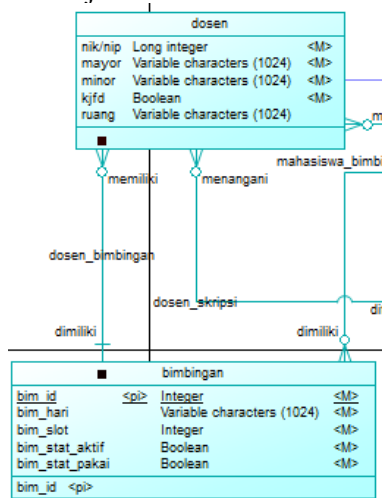 dosen
nik/nip Long integer <M>
mayor Variable characters (1024) <M>
minor Variable characters (1024) <M>
kjfd Boolean <M>
ruang Variable characters (1024)
m
memiliki
menangani
mahasiswa_bimbi
dosen_bimbingan
dosen_skripsi
di
dimiliki
dimiliki
bimbingan
bim_id <pi> Integer <M>
bim_hari Variable characters (1024) <M>
bim_slot Integer <M>
bim_stat_aktif Boolean <M>
bim_stat_pakai Boolean <M>
bim_id <pi>